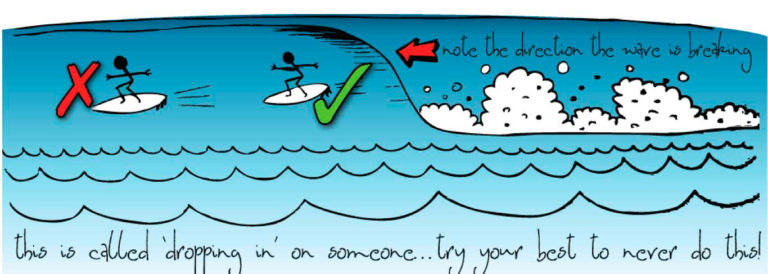 note the direction the wave is breaking
this is called 'dropping in' on someone...try your best to never do this!